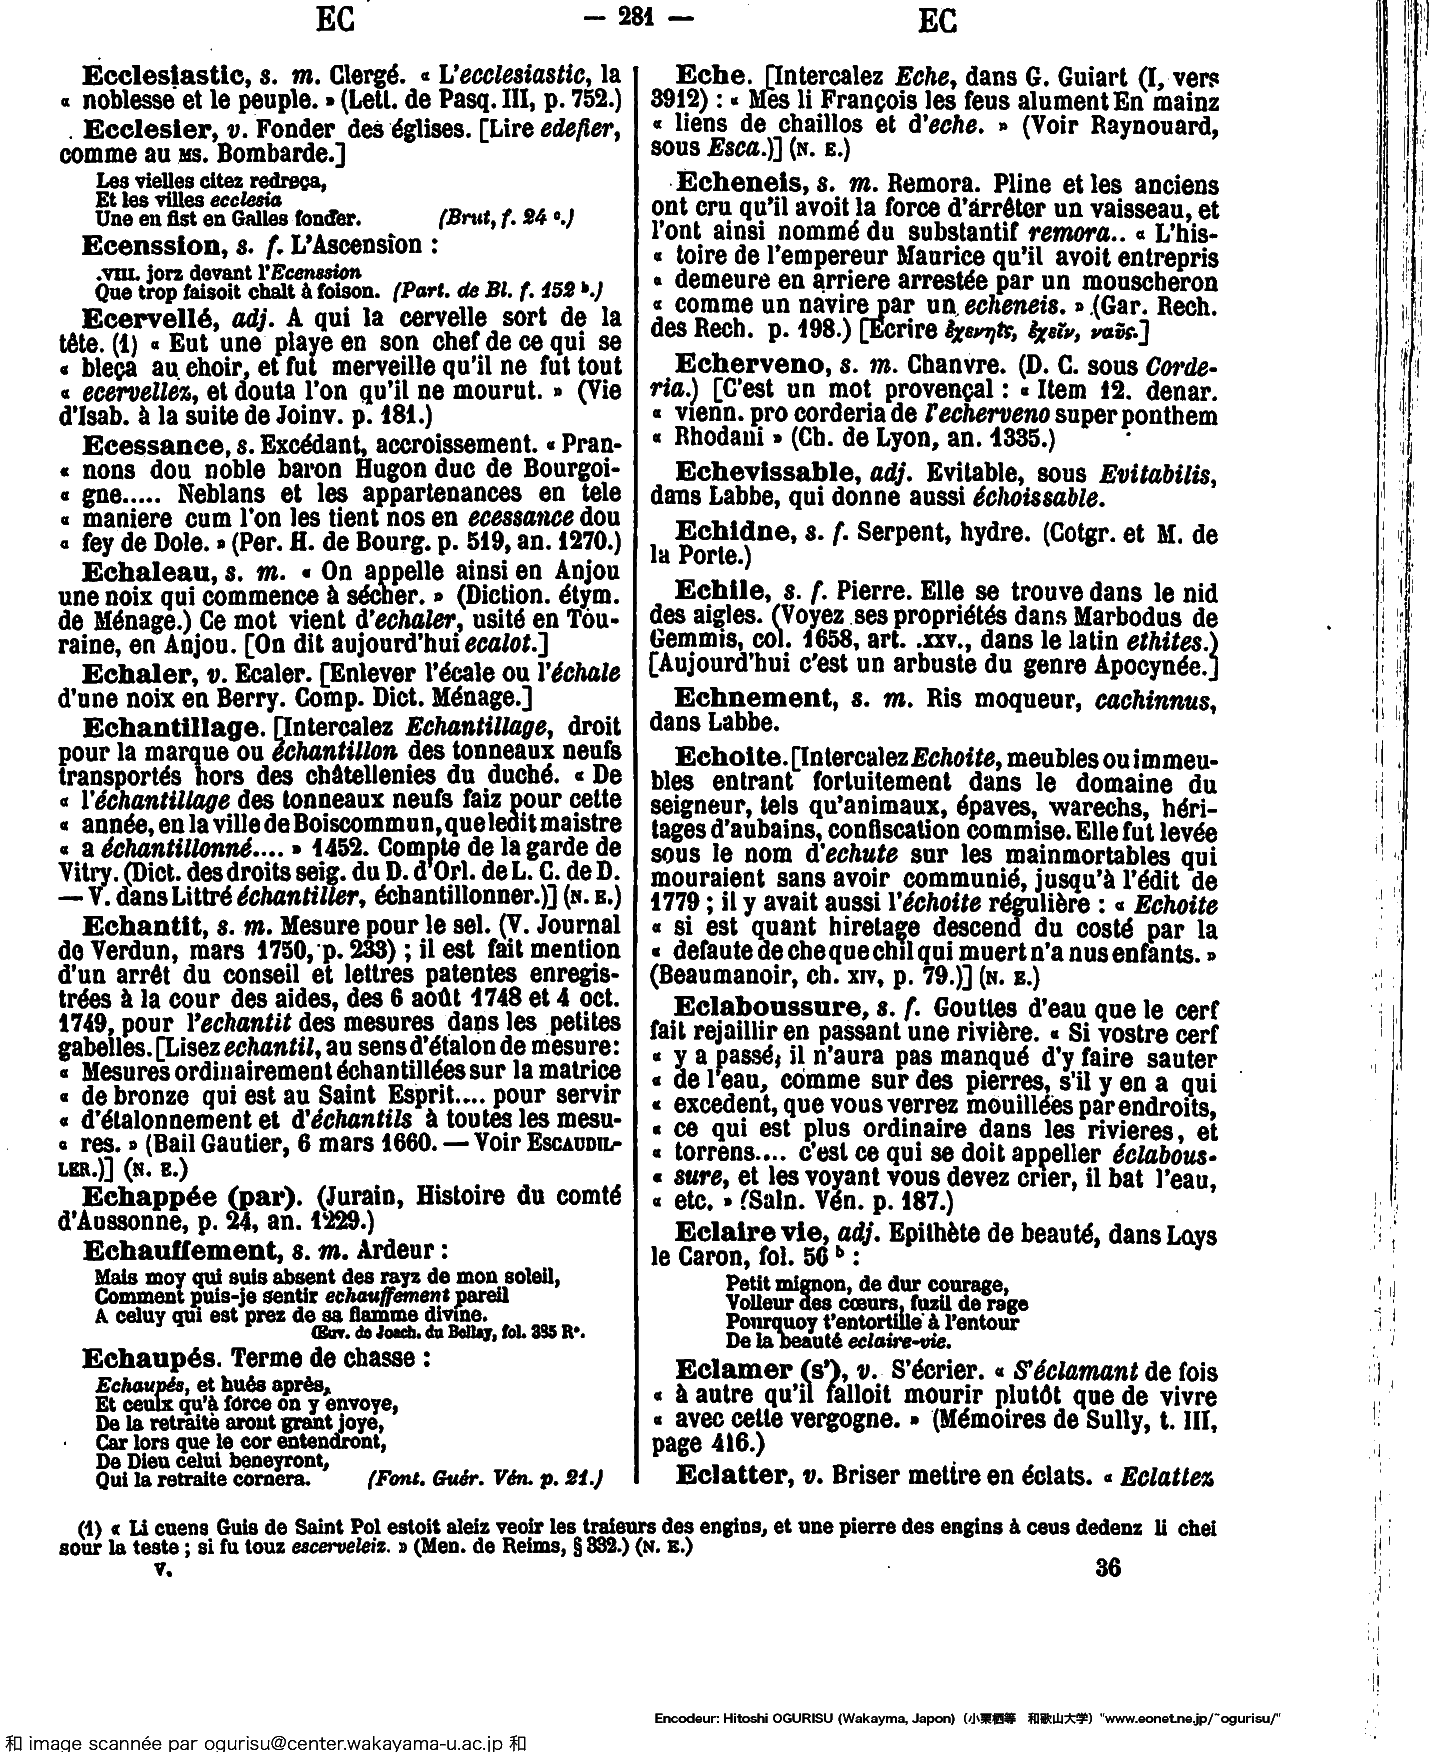 EC — 281 — EC
Ecclesiastic, s. m. Clergé. « L'ecclesiastic, la
« noblesse et le peuple. » (Lett. de Pasq. III, p. 752.)
Ecclesier, v. Fonder des églises. [Lire edefier,
comme au ms. Bombarde.]
Les vielles citez redreça,
Et les villes ecclesia
Une en fist en Galles fonder. (Brut, f. 24 c.)
Ecenssion, s. f. L'Ascension :
.VIII. jorz devant l'Ecenssion
Que trop faisoit chalt à foison. (Part. de Bl. f. 152 b.)
Ecervellé, adj. A qui la cervelle sort de la
tête. (1) « Eut une playe en son chef de ce qui se
« bleça au choir, et fut merveille qu'il ne fut tout
« ecervellez, et douta l'on qu'il ne mourut. » (Vie
d'Isab. à la suite de Joinv. p. 181.)
Ecessance, s. Excédant, accroissement. « Pran-
« nons dou noble baron Hugon duc de Bourgoi-
« gne..... Neblans et les appartenances en tele
« maniere cum l'on les tient nos en ecessance dou
« fey de Dole. » (Per. H. de Bourg. p. 519, an. 1270.)
Echaleau, s. m. « On appelle ainsi en Anjou
une noix qui commence à sécher. » (Diction. étym.
de Ménage.) Ce mot vient d'echaler, usité en Tou-
raine, en Anjou. [On dit aujourd'hui ecalot.]
Echaler, v. Ecaler. [Enlever l'écale ou l'échale
d'une noix en Berry. Comp. Dict. Ménage.]
Echantillage. [Intercalez Echantillage, droit
pour la marque ou échantillon des tonneaux neufs
transportés hors des châtellenies du duché. « De
« l'échantillage des tonneaux neufs faiz pour cette
« année, en la ville de Boiscommun, que ledit maistre
« a échantillonné.... » 1452. Compte de la garde de
Vitry. (Dict. des droits seig. du D. d'Orl. de L. C. de D.
— V. dans Littré échantiller, échantillonner.)] (N. E.)
Echantit, s. m. Mesure pour le sel. (V. Journal
de Verdun, mars 1750, p. 233) ; il est fait mention
d'un arrêt du conseil et lettres patentes enregis-
trées à la cour des aides, des 6 août 1748 et 4 oct.
1749, pour l'echantit des mesures dans les petites
gabelles. [Lisez echantil, au sens d'étalon de mesure:
« Mesures ordinairement échantillées sur la matrice
« de bronze qui est au Saint Esprit.... pour servir
« d'étalonnement et d'échantils à toutes les mesu-
« res. » (Bail Gautier, 6 mars 1660. — Voir ESCAUDIL-
LER.)] (N. E.)
Echappée (par). (Jurain, Histoire du comté
d'Aussonne, p. 24, an. 1229.)
Echauffement, s. m. Ardeur :
Mais moy qui suis absent des rayz de mon soleil,
Comment puis-je sentir echauffement pareil
A celuy qui est prez de sa flamme divine.
Œuv. de Joach. du Bellay, fol. 335 R°.
Echaupés. Terme de chasse :
Echaupés, et hués après,
Et ceulx qu'à force on y envoye,
De la retraite aront grant joye,
Car lors que le cor entendront,
De Dieu celui beneyront,
Qui la retraite cornera. (Font. Guér. Vén. p. 21.)
Eche. [Intercalez Eche, dans G. Guiart (I, vers
3912) : « Mes li François les feus alument En mainz
« liens de chaillos et d'eche. » (Voir Raynouard,
sous Esca.)] (N. E.)
Echeneis, s. m. Remora. Pline et les anciens
ont cru qu'il avoit la force d'arrêter un vaisseau, et
l'ont ainsi nommé du substantif remora.. « L'his-
« toire de l'empereur Maurice qu'il avoit entrepris
« demeure en arriere arrestée par un mouscheron
« comme un navire par un echeneis. » (Gar. Rech.
des Rech. p. 198.) [Ecrire ἐχενηΐς, ἐχεῖν, ναῦς.]
Echerveno, s. m. Chanvre. (D. C. sous Corde-
ria.) [C'est un mot provençal : « Item 12. denar.
« vienn. pro corderia de l'echerveno super ponthem
« Rhodani » (Ch. de Lyon, an. 1335.)
Echevissable, adj. Evitable, sous Evitabilis,
dans Labbe, qui donne aussi échoissable.
Echidne, s. f. Serpent, hydre. (Cotgr. et M. de
la Porte.)
Echile, s. f. Pierre. Elle se trouve dans le nid
des aigles. (Voyez ses propriétés dans Marbodus de
Gemmis, col. 1658, art. .XXV., dans le latin ethites.)
[Aujourd'hui c'est un arbuste du genre Apocynée.]
Echnement, s. m. Ris moqueur, cachinnus,
dans Labbe.
Echoite. [Intercalez Echoite, meubles ou immeu-
bles entrant fortuitement dans le domaine du
seigneur, tels qu'animaux, épaves, warechs, héri-
tages d'aubains, confiscation commise. Elle fut levée
sous le nom d'echute sur les mainmortables qui
mouraient sans avoir communié, jusqu'à l'édit de
1779 ; il y avait aussi l'échoite régulière : « Echoite
« si est quant hiretage descend du costé par la
« defaute de che que chil qui muert n'a nus enfants. »
(Beaumanoir, ch. XIV, p. 79.)] (N. E.)
Eclaboussure, s. f. Gouttes d'eau que le cerf
fait rejaillir en passant une rivière. « Si vostre cerf
« y a passé, il n'aura pas manqué d'y faire sauter
« de l'eau, comme sur des pierres, s'il y en a qui
« excedent, que vous verrez mouillées par endroits,
« ce qui est plus ordinaire dans les rivieres, et
« torrens.... c'est ce qui se doit appeller éclabous-
« sure, et les voyant vous devez crier, il bat l'eau,
« etc. » (Saln. Vén. p. 187.)
Eclaire vie, adj. Epithète de beauté, dans Loys
le Caron, fol. 56 b :
Petit mignon, de dur courage,
Volleur des cœurs, fuzil de rage
Pourquoy t'entortille à l'entour
De la beauté eclaire-vie.
Eclamer (s'), v. S'écrier. « S'éclamant de fois
« à autre qu'il falloit mourir plutôt que de vivre
« avec cette vergogne. » (Mémoires de Sully, t. III,
page 416.)
Eclatter, v. Briser mettre en éclats. « Eclattez
(1) « Li cuens Guis de Saint Pol estoit aleiz veoir les traieurs des engins, et une pierre des engins à ceus dedenz li chei
sour la teste ; si fu touz escerveleiz. » (Men. de Reims, § 332.) (N. E.)
V. 36
Encodeur: Hitoshi OGURISU (Wakayma, Japon) (小栗栖等 和歌山大学) "www.eonet.ne.jp/~ogurisu/"
和 image scannée par ogurisu@center.wakayama-u.ac.jp 和